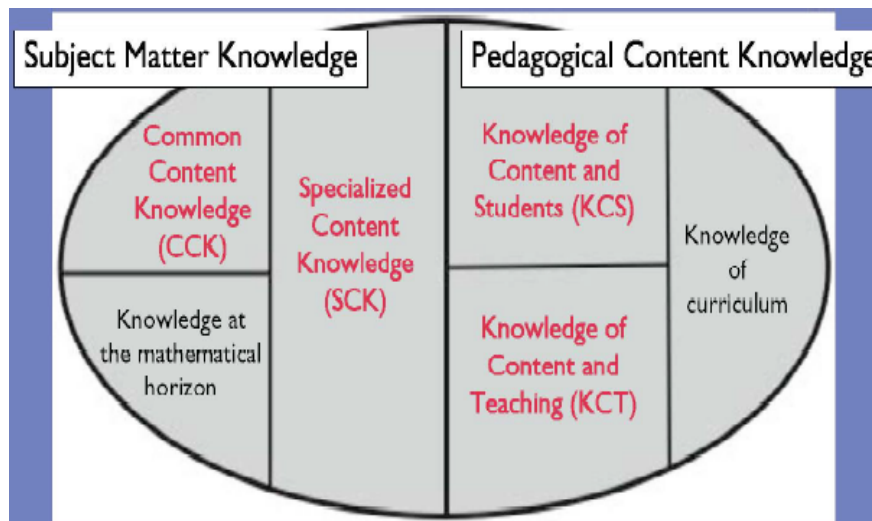 Subject Matter Knowledge
Pedagogical Content Knowledge
Common
Content
Knowledge
(CCK)
Knowledge at
the mathematical
horizon
Specialized
Content
Knowledge
(SCK)
Knowledge of
Content and
Students (KCS)
Knowledge of
Content and
Teaching (KCT)
Knowledge
of
curriculum